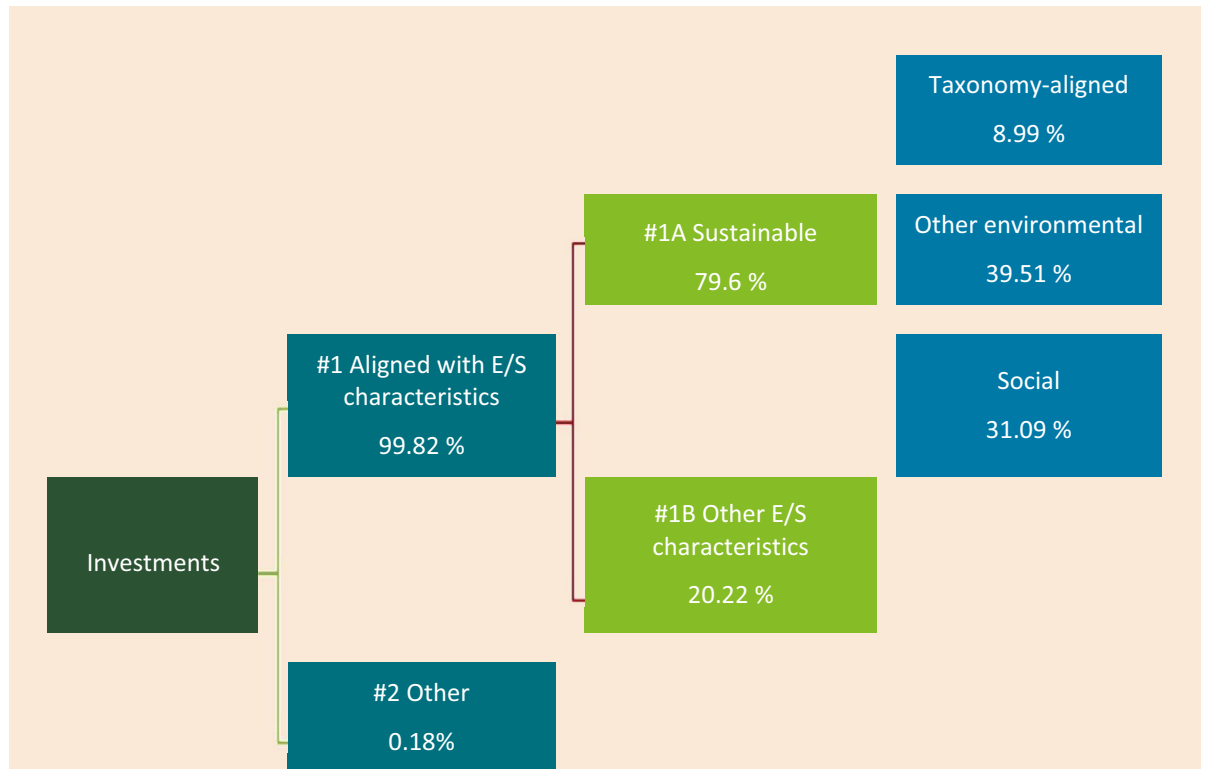 Taxonomy-aligned
8.99 %
#1A Sustainable
79.6 %
Other environmental
39.51 %
#1 Aligned with E/S
characteristics
99.82 %
Social
31.09 %
Investments
#1B Other E/S
characteristics
20.22 %
#2 Other
0.18%